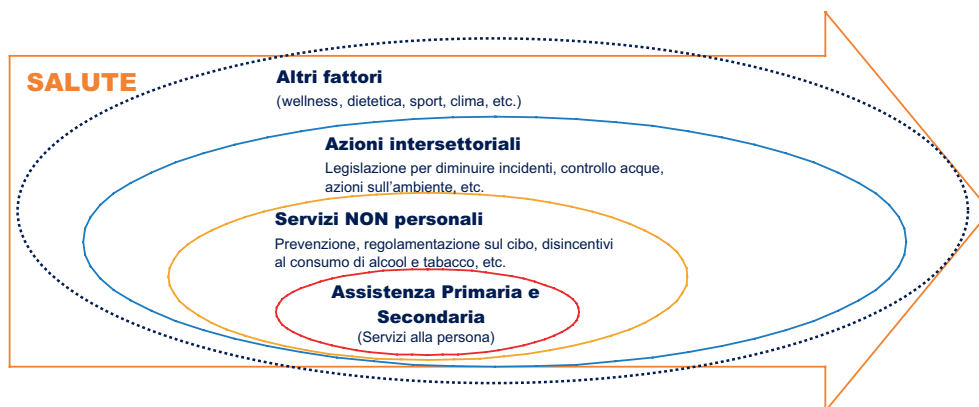 SALUTE
Altri fattori
(wellness, dietetica, sport, clima, etc.)
Azioni intersettoriali
Legislazione per diminuire incidenti, controllo acque,
azioni sull'ambiente, etc.
Servizi NON personali
Prevenzione, regolamentazione sul cibo, disincentivi
al consumo di alcool e tabacco, etc.
Assistenza Primaria e
Secondaria
(Servizi alla persona)